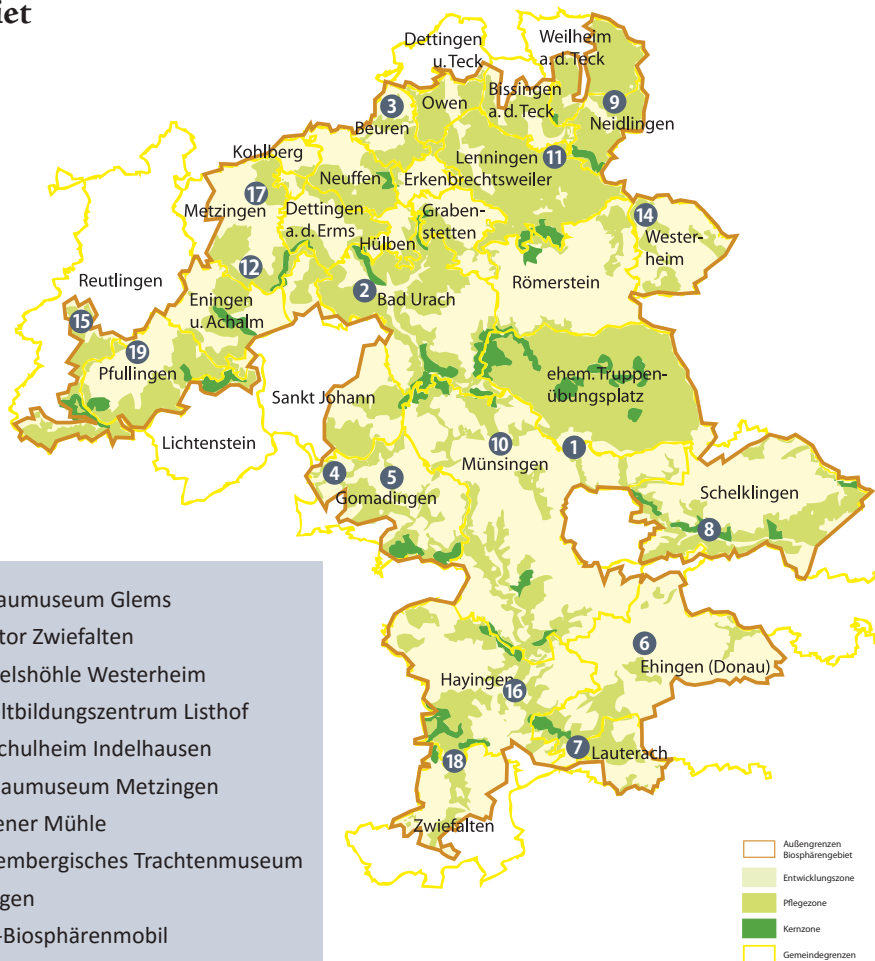 iet
Dettingen
u. Teck
Weilheim
a. d. Teck
Bissingen
a. d. Teck
3
Owen
9
Beuren
Neidlingen
Kohlberg
Lenningen
11
Neuffen
Erkenbrechtsweiler
17
Metzingen
Dettingen
a. d. Erms
Graben-
stetten
14
Wester-
heim
Hülben
12
Reutlingen
Römerstein
2
Bad Urach
Eningen
u. Achalm
15
19
Pfullingen
ehem. Truppen-
übungsplatz
Sankt Johann
Lichtenstein
10
1
Münsingen
4
5
Gomadingen
Schelklingen
8
6
Ehingen (Donau)
Hayingen
16
7
Lauterach
18
Zwiefalten
aumuseum Glems
tor Zwiefalten
elshöhle Westerheim
ltbildungszentrum Listhof
chulheim Indelhausen
aumuseum Metzingen
ener Mühle
embergisches Trachtenmuseum
gen
-Biosphärenmobil
Außengrenzen
Biosphärengebiet
Entwicklungszone
Pflegezone
Kernzone
Gemeindegrenzen